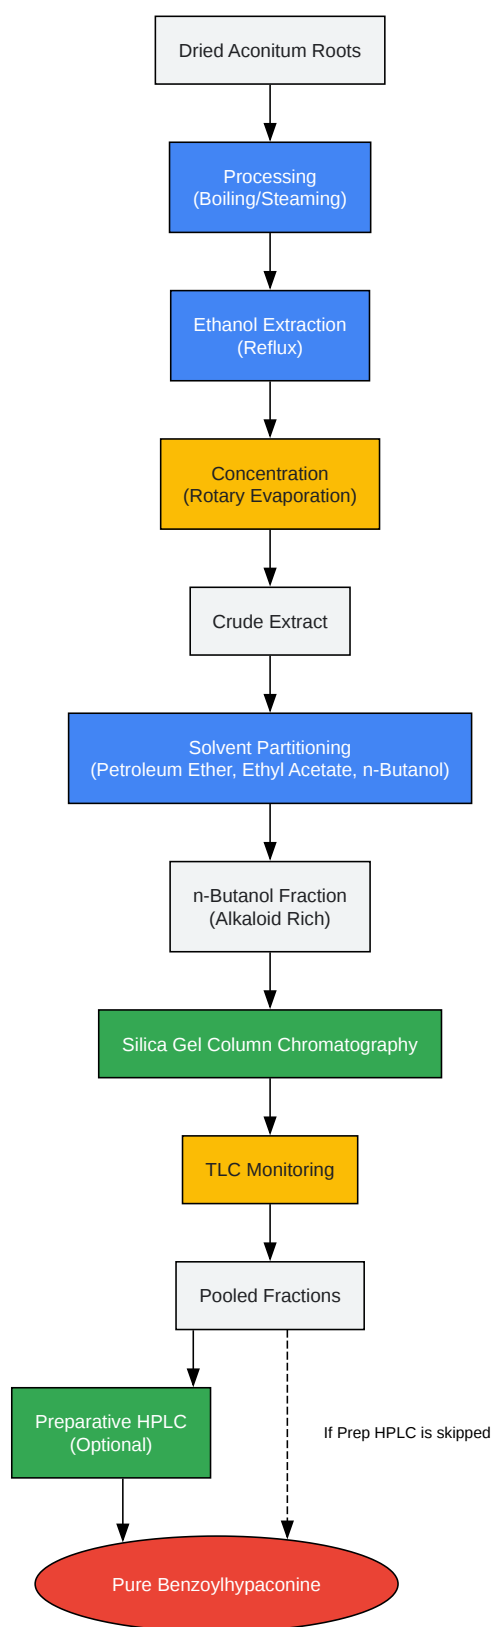 Dried Aconitum Roots
Processing
(Boiling/Steaming)
Ethanol Extraction
(Reflux)
Concentration
(Rotary Evaporation)
Crude Extract
Solvent Partitioning
(Petroleum Ether, Ethyl Acetate, n-Butanol)
n-Butanol Fraction
(Alkaloid Rich)
Silica Gel Column Chromatography
TLC Monitoring
Pooled Fractions
Preparative HPLC
(Optional)
If Prep HPLC is skipped
Pure Benzoylhypaconine